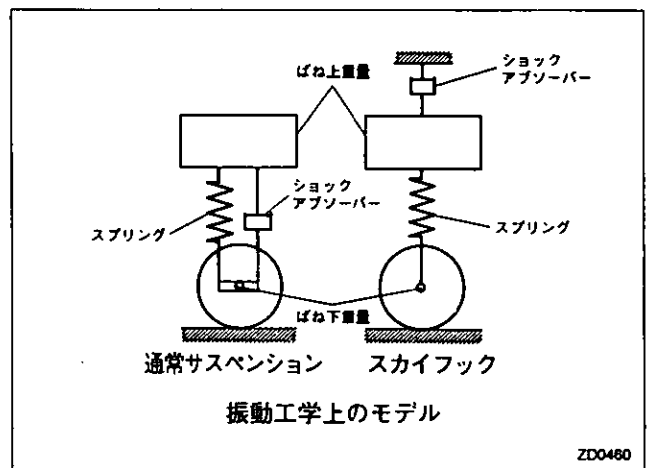 ショック
アブソーバー
ばね上重量
ショック
アブソーバー
スプリング
スプリング
ばね下重量
通常サスペンション
スカイフック
振動工学上のモデル
ZD0460